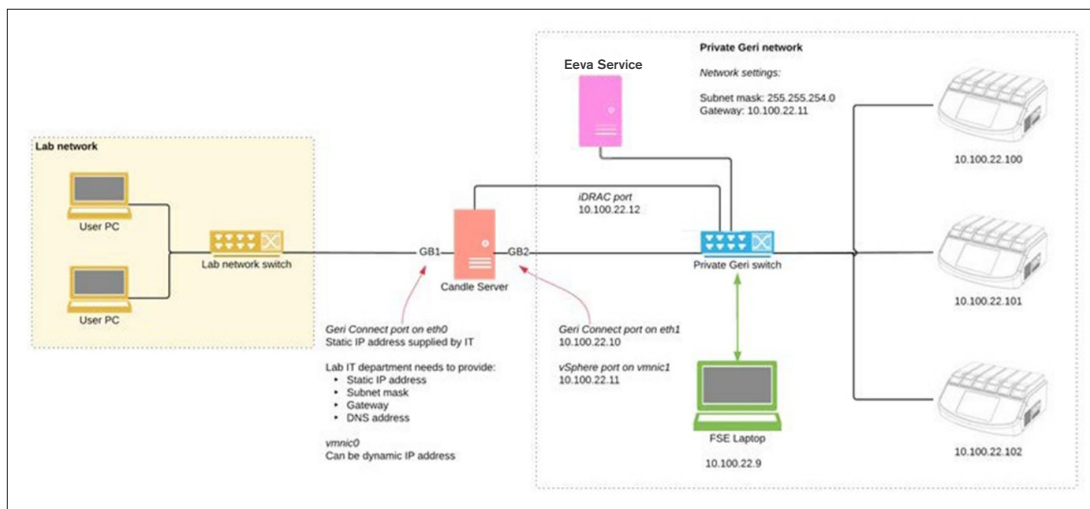 Lab network
User PC
User PC
Lab network switch
GB1
GB2
Candle Server
Geri Connect port on eth0
Static IP address supplied by IT
Lab IT department needs to provide:
• Static IP address
• Subnet mask
• Gateway
• DNS address
vmnic0
Can be dynamic IP address
Eeva Service
Private Geri network
Network settings:
Subnet mask: 255.255.254.0
Gateway: 10.100.22.11
iDRAC port
10.100.22.12
Private Geri switch
Geri Connect port on eth1
10.100.22.10
vSphere port on vmnic1
10.100.22.11
FSE Laptop
10.100.22.9
10.100.22.100
10.100.22.101
10.100.22.102